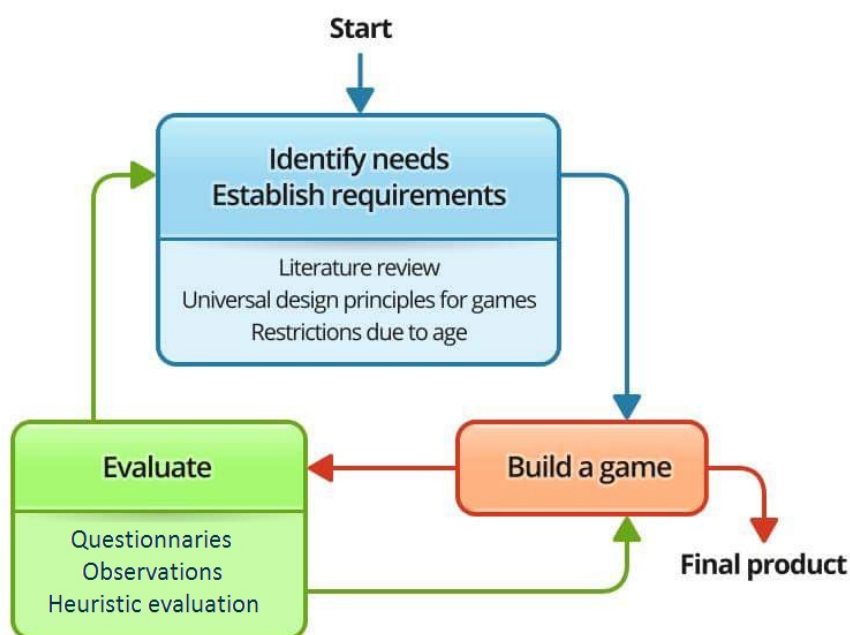 Start
Identify needs
Establish requirements
Literature review
Universal design principles for games
Restrictions due to age
Evaluate
Questionnaries
Observations
Heuristic evaluation
Build a game
Final product